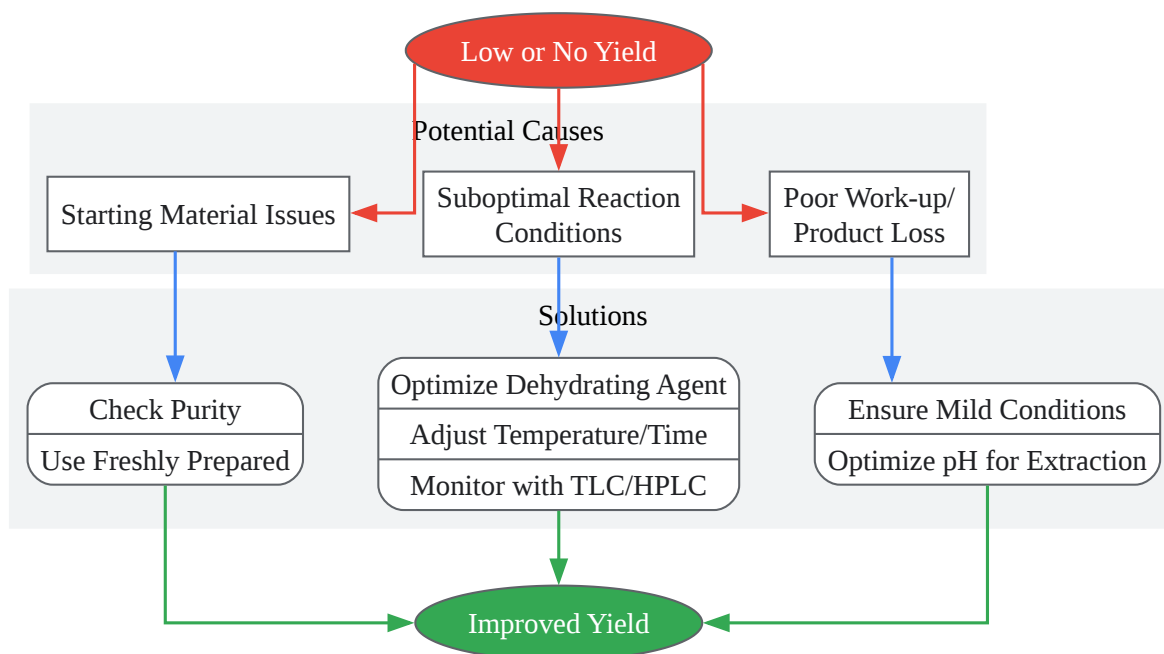 Low or No Yield
Potential Causes
Starting Material Issues
Suboptimal Reaction
Conditions
Poor Work-up/
Product Loss
Solutions
Check Purity
Use Freshly Prepared
Optimize Dehydrating Agent
Adjust Temperature/Time
Monitor with TLC/HPLC
Ensure Mild Conditions
Optimize pH for Extraction
Improved Yield